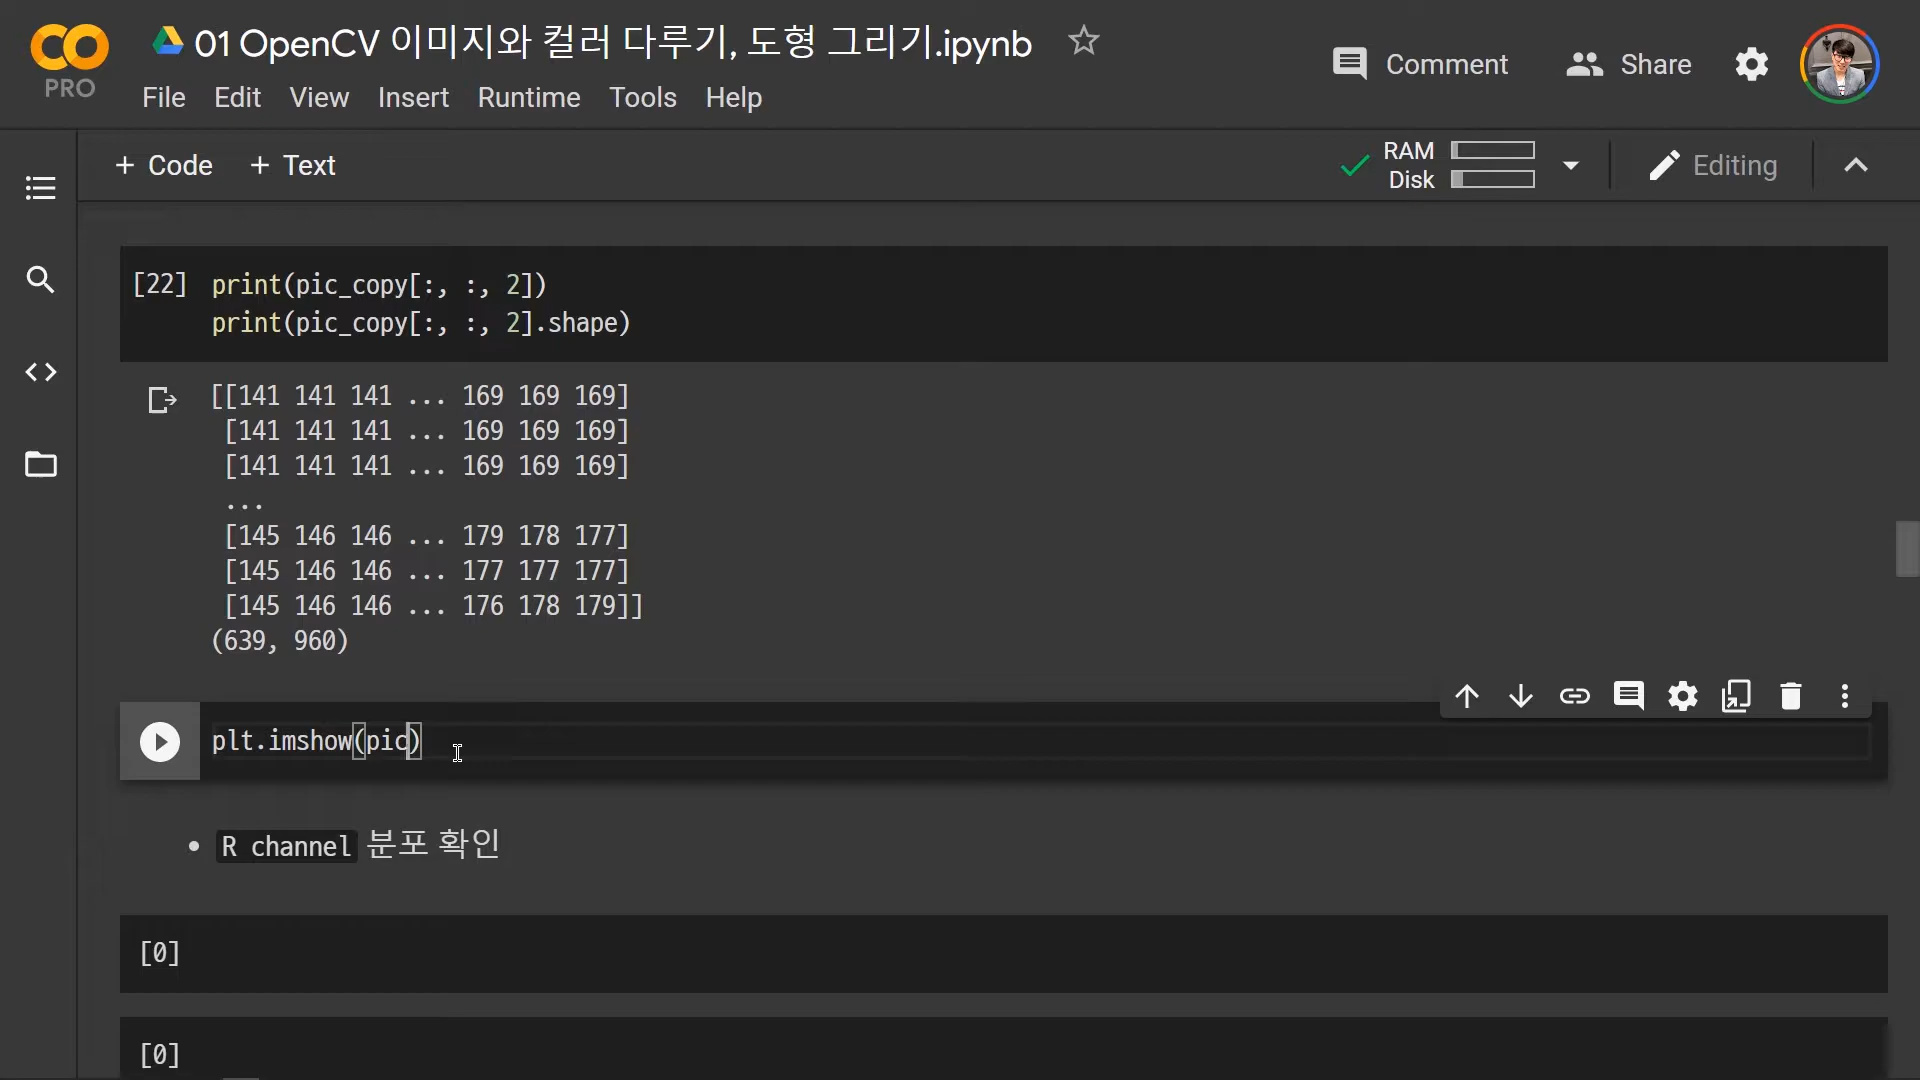 01 OpenCV 이미지와 컬러 다루기, 도형 그리기.ipynb
PRO
File Edit View Insert Runtime Tools Help
Comment Share
+ Code + Text
RAM
Disk
Editing
[22] print(pic_copy[:, :, 2])
print(pic_copy[:, :, 2].shape)
[[141 141 141 ... 169 169 169]
[141 141 141 ... 169 169 169]
[141 141 141 ... 169 169 169]
...
[145 146 146 ... 179 178 177]
[145 146 146 ... 177 177 177]
[145 146 146 ... 176 178 179]]
(639, 960)
plt.imshow(pic)
• R channel 분포 확인
[0]
[0]